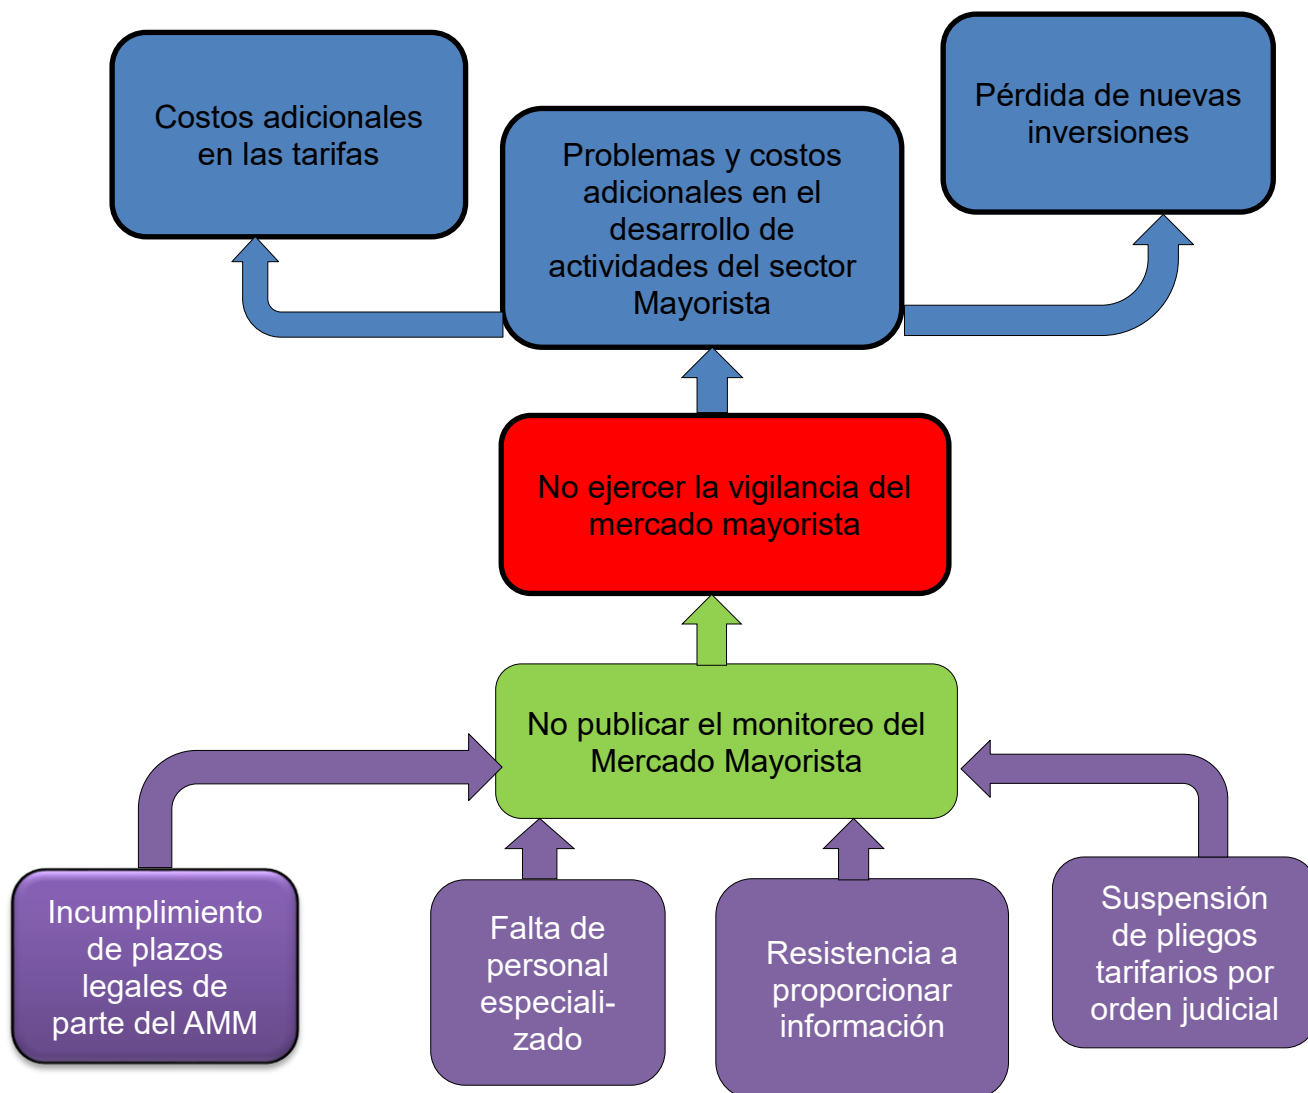 Costos adicionales
en las tarifas
Problemas y costos
adicionales en el
desarrollo de
actividades del sector
Mayorista
Pérdida de nuevas
inversiones
No ejercer la vigilancia del
mercado mayorista
No publicar el monitoreo del
Mercado Mayorista
Incumplimiento
de plazos
legales de
parte del AMM
Falta de
personal
especiali-
zado
Resistencia a
proporcionar
información
Suspensión
de pliegos
tarifarios por
orden judicial